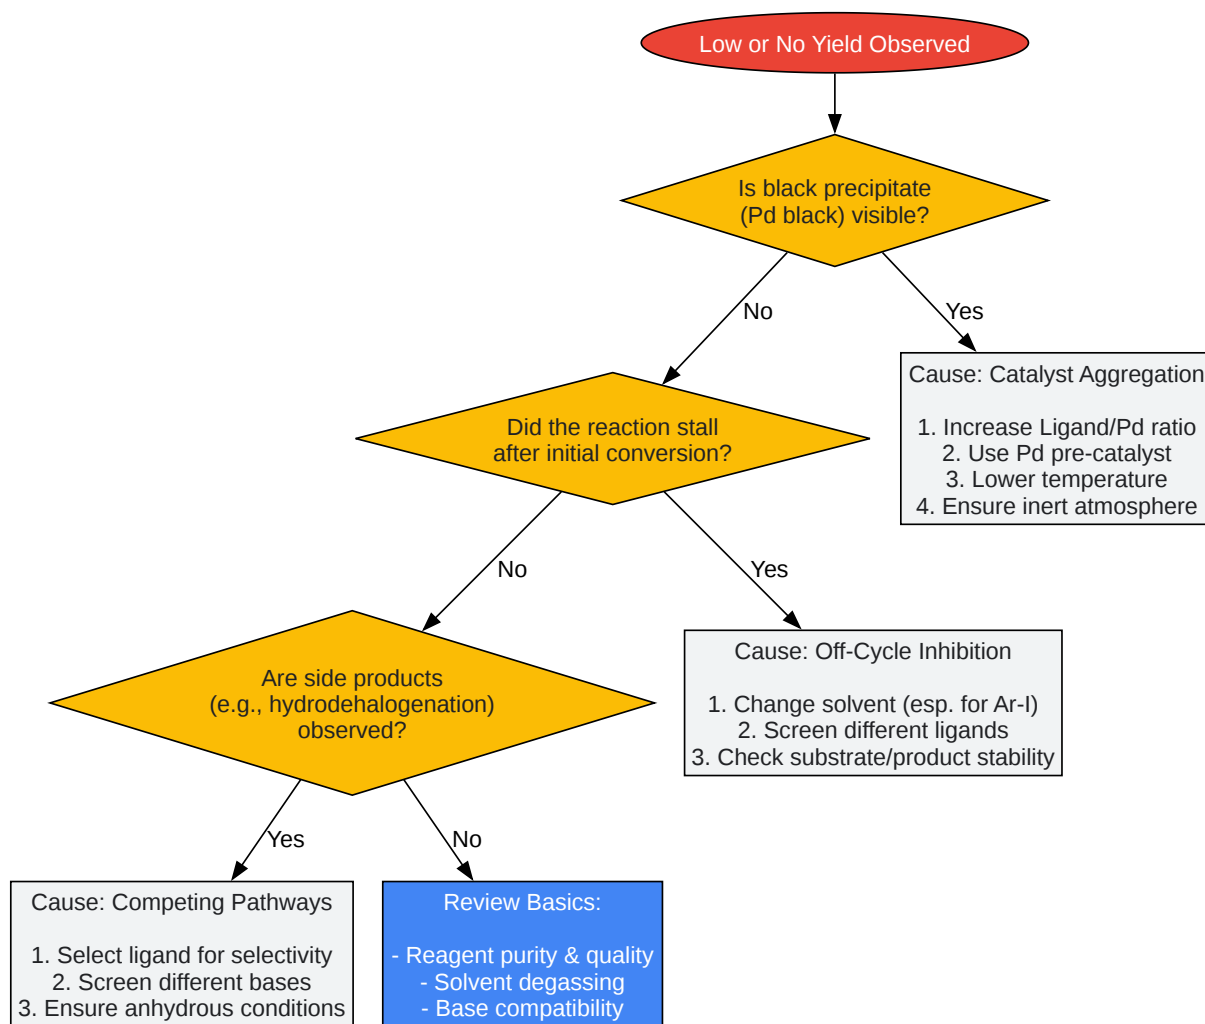 Low or No Yield Observed
Is black precipitate
(Pd black) visible?
No
Yes
Cause: Catalyst Aggregation
1. Increase Ligand/Pd ratio
2. Use Pd pre-catalyst
3. Lower temperature
4. Ensure inert atmosphere
Did the reaction stall
after initial conversion?
No
Yes
Cause: Off-Cycle Inhibition
1. Change solvent (esp. for Ar-I)
2. Screen different ligands
3. Check substrate/product stability
Are side products
(e.g., hydrodehalogenation)
observed?
Yes
No
Cause: Competing Pathways
1. Select ligand for selectivity
2. Screen different bases
3. Ensure anhydrous conditions
Review Basics:
- Reagent purity & quality
- Solvent degassing
- Base compatibility